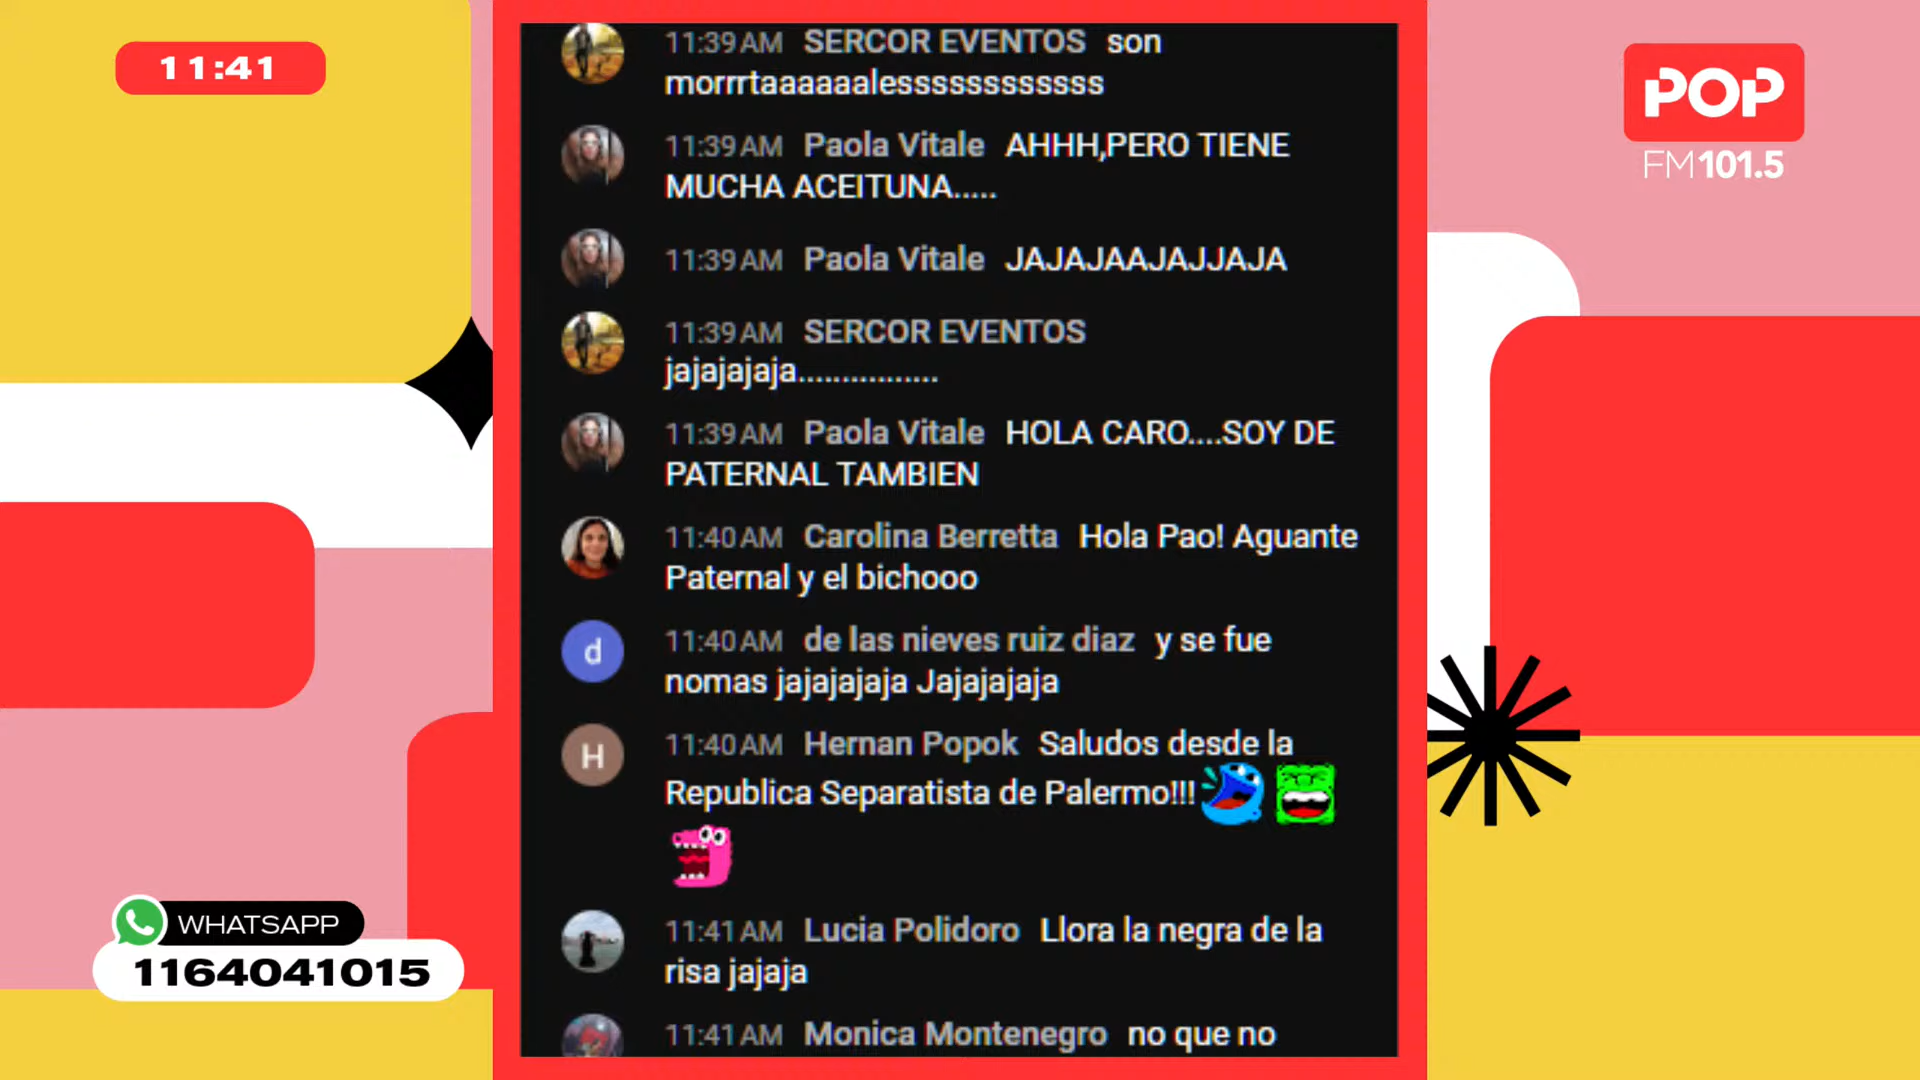 11:41
POP
FM101.5
11:39 AM SERCOR EVENTOS son
morrrtaaaaaalesssssssssssss
11:39 AM Paola Vitale AHHH,PERO TIENE
MUCHA ACEITUNA.....
11:39 AM Paola Vitale JAJAJAAJAJJAJA
11:39 AM SERCOR EVENTOS
jajajajaja................
11:39 AM Paola Vitale HOLA CARO....SOY DE
PATERNAL TAMBIEN
11:40 AM Carolina Berretta Hola Pao! Aguante
Paternal y el bichooo
d
11:40 AM de las nieves ruiz diaz y se fue
nomas jajajajaja Jajajajaja
H
11:40 AM Hernan Popok Saludos desde la
Republica Separatista de Palermo!!!
11:41 AM Lucia Polidoro Llora la negra de la
risa jajaja
11:41 AM Monica Montenegro no que no
WHATSAPP
1164041015